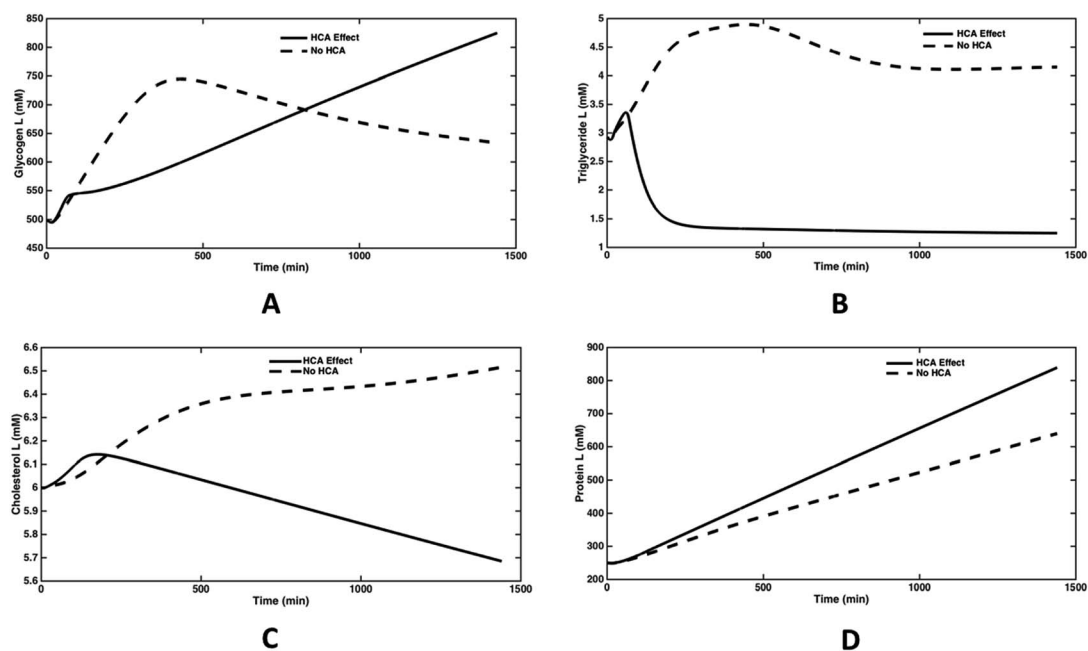 850
800
750
700
650
600
550
500
450
Glycogen L (mM)
HCA Effect
No HCA
0
500
1000
1500
Time (min)
A
5
4.5
4
3.5
3
2.5
2
1.5
1
Triglyceride L (mM)
HCA Effect
No HCA
0
500
1000
1500
Time (min)
B
6.6
6.5
6.4
6.3
6.2
6.1
6
5.9
5.8
5.7
5.6
Cholesterol L (mM)
HCA Effect
No HCA
0
500
1000
1500
Time (min)
C
900
800
700
600
500
400
300
200
Protein L (mM)
HCA Effect
No HCA
0
500
1000
1500
Time (min)
D